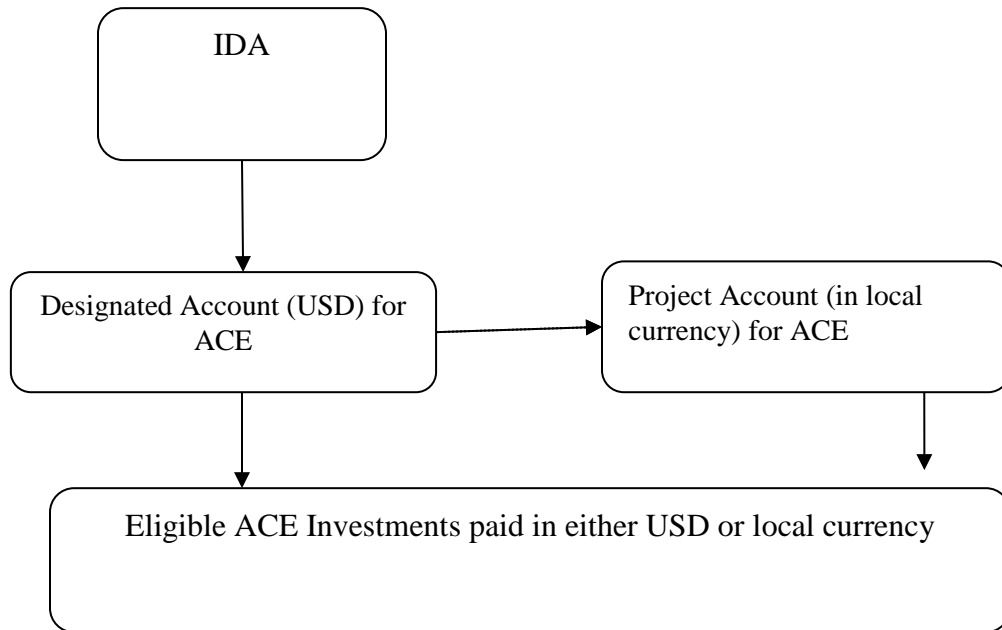 IDA
Designated Account (USD) for
ACE
Project Account (in local
currency) for ACE
Eligible ACE Investments paid in either USD or local currency